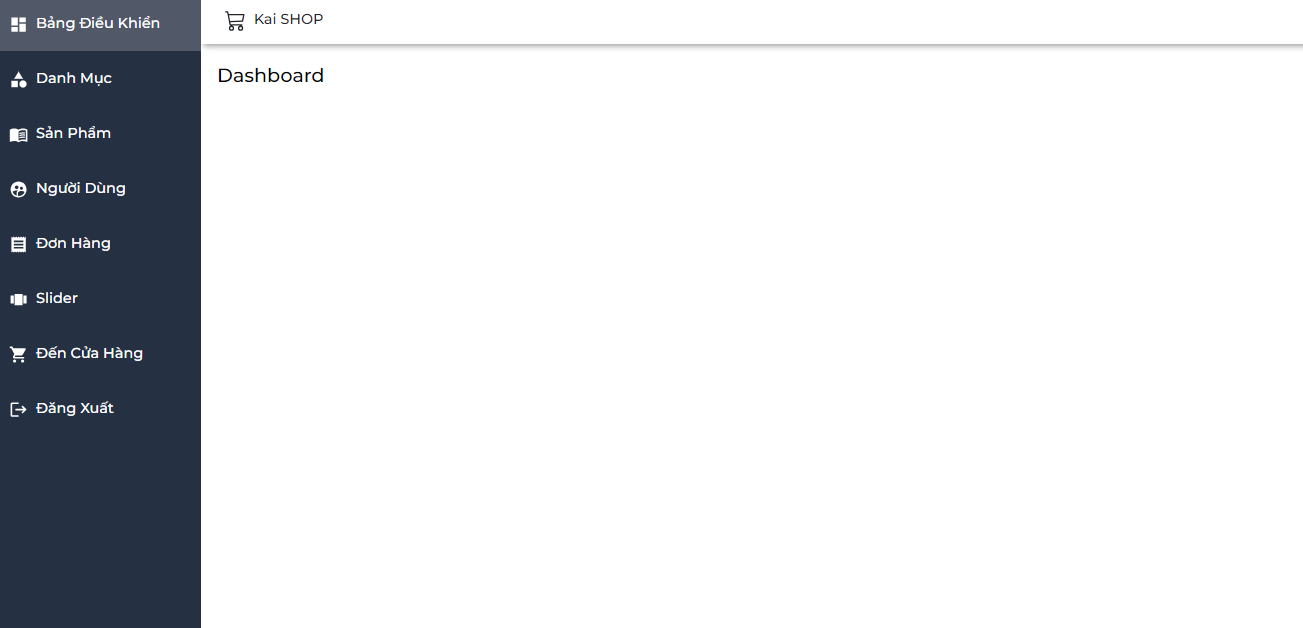 Bảng Điều Khiển
Danh Mục
Sản Phẩm
Người Dùng
Đơn Hàng
Slider
Đến Cửa Hàng
Đăng Xuất
Kai SHOP
Dashboard